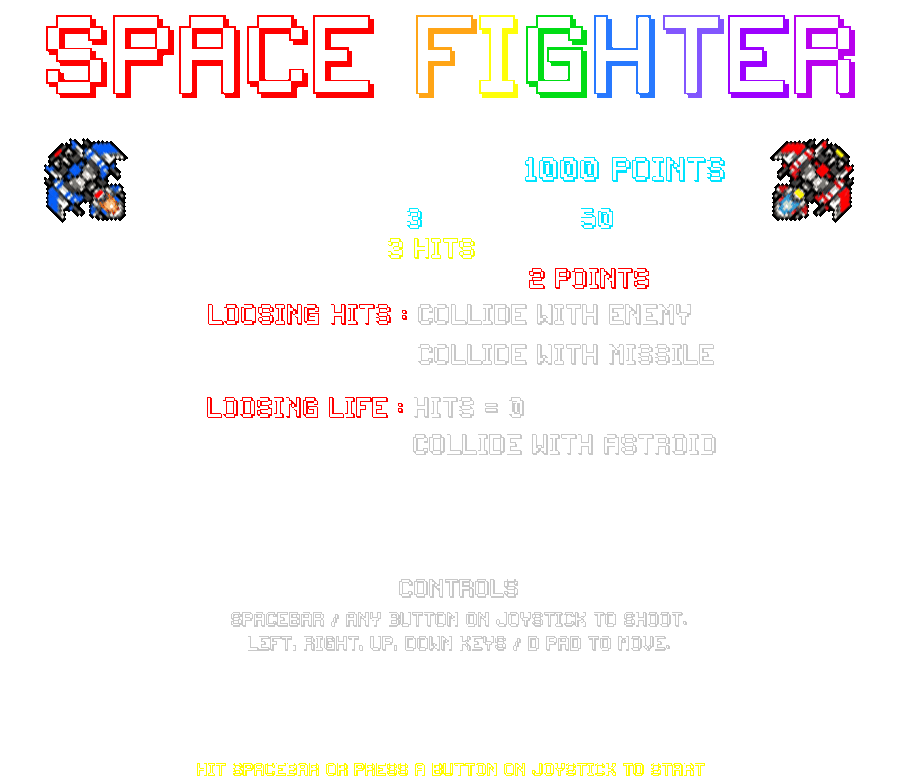 SPACE FIGHTER
1000 POINTS
3 50
3 HITS
2 POINTS
LOOSING HITS : COLLIDE WITH ENEMY
COLLIDE WITH MISSILE
LOOSING LIFE : HITS = 0
COLLIDE WITH ASTROID
CONTROLS
SPACEBAR / ANY BUTTON ON JOYSTICK TO SHOOT.
LEFT, RIGHT, UP, DOWN KEYS / D PAD TO MOVE.
HIT SPACEBAR OR PRESS A BUTTON ON JOYSTICK TO START